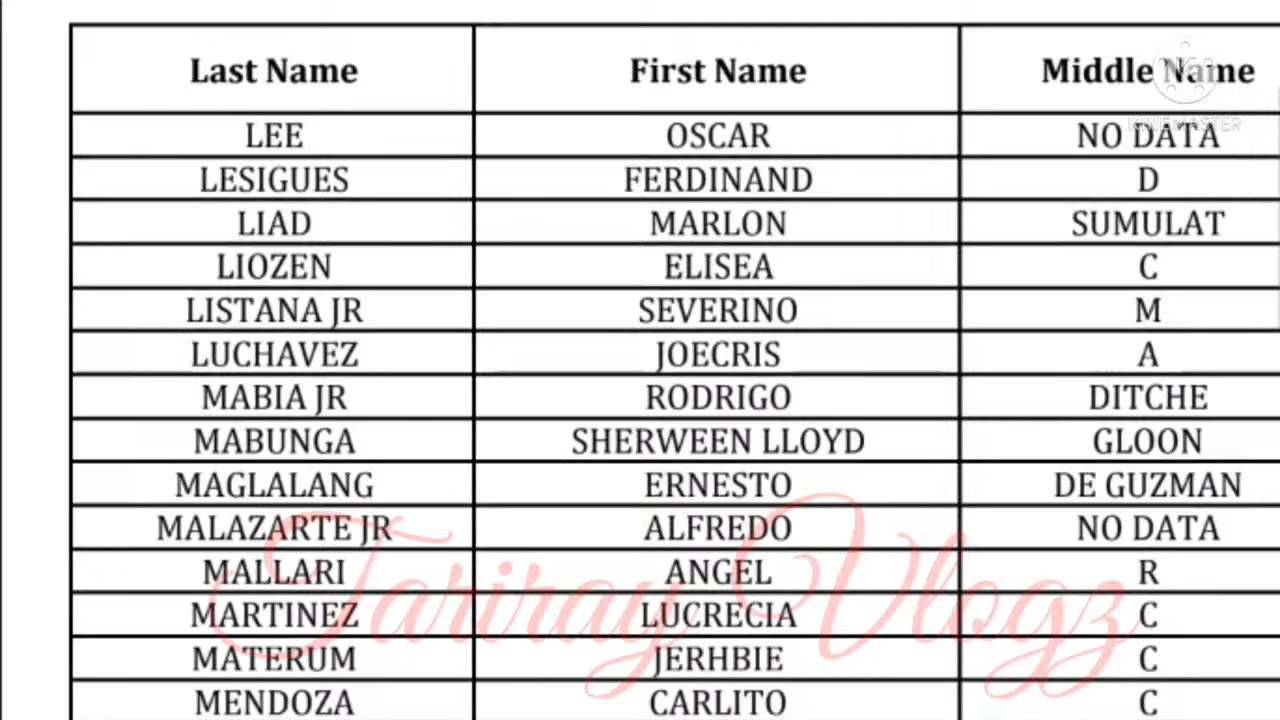 Last Name First Name Middle Name
KINEMASTER
LEE OSCAR NO DATA
LESIGUES FERDINAND D
LIAD MARLON SUMULAT
LIOZEN ELISEA C
LISTANA JR SEVERINO M
LUCHAVEZ JOECRIS A
MABIA JR RODRIGO DITCHE
MABUNGA SHERWEEN LLOYD GLOON
MAGLALANG ERNESTO DE GUZMAN
MALAZARTE JR ALFREDO NO DATA
MALLARI ANGEL R
Tariray Vlogz
MARTINEZ LUCRECIA C
MATERUM JERHBIE C
MENDOZA CARLITO C